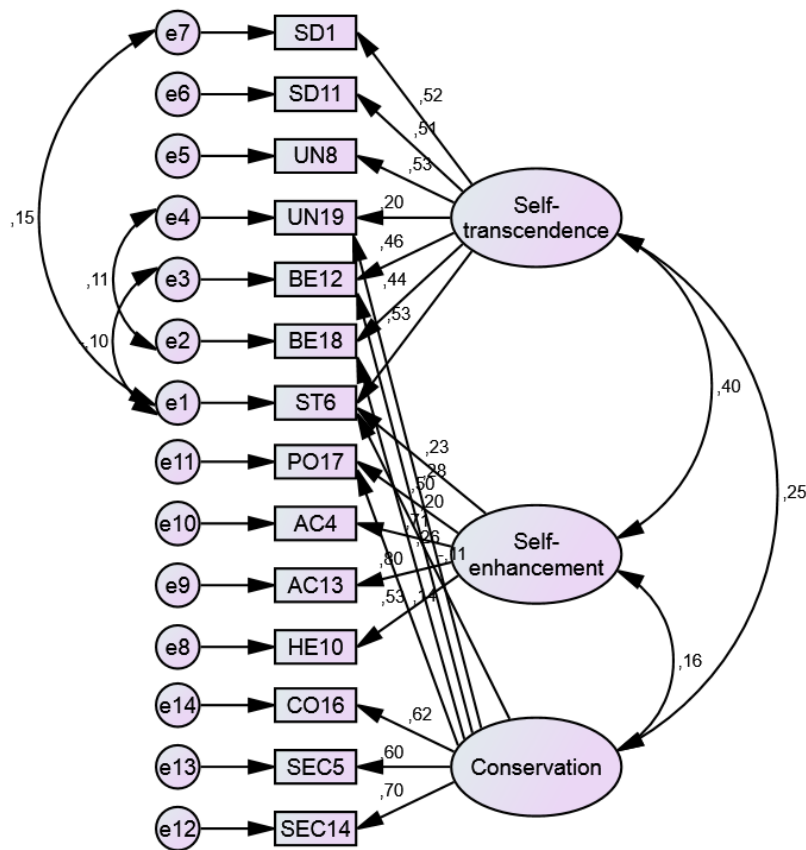 e7
SD1
,52
e6
SD11
,51
e5
UN8
,53
Self-
transcendence
,15
e4
UN19
,20
,46
e3
BE12
,11
,44
e2
BE18
,53
-,10
e1
ST6
,40
,23
e11
PO17
,28
,50
,20
,25
e10
AC4
,71
,26
Self-
enhancement
-,11
e9
AC13
,80
e8
HE10
,53
,14
,16
e14
CO16
,62
e13
SEC5
,60
Conservation
,70
e12
SEC14